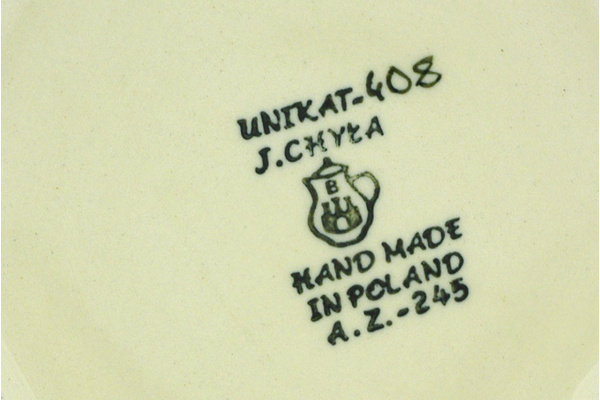 UNIKAT-408
J.CHYŁA
B
HAND MADE
IN POLAND
A.Z.-245